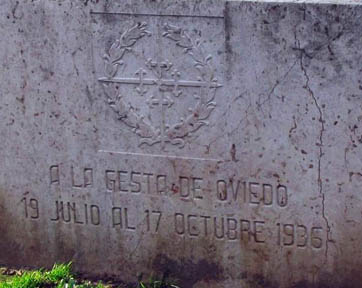 A LA GESTA DE OVIEDO
19 JULIO AL 17 OCTUBRE 1936